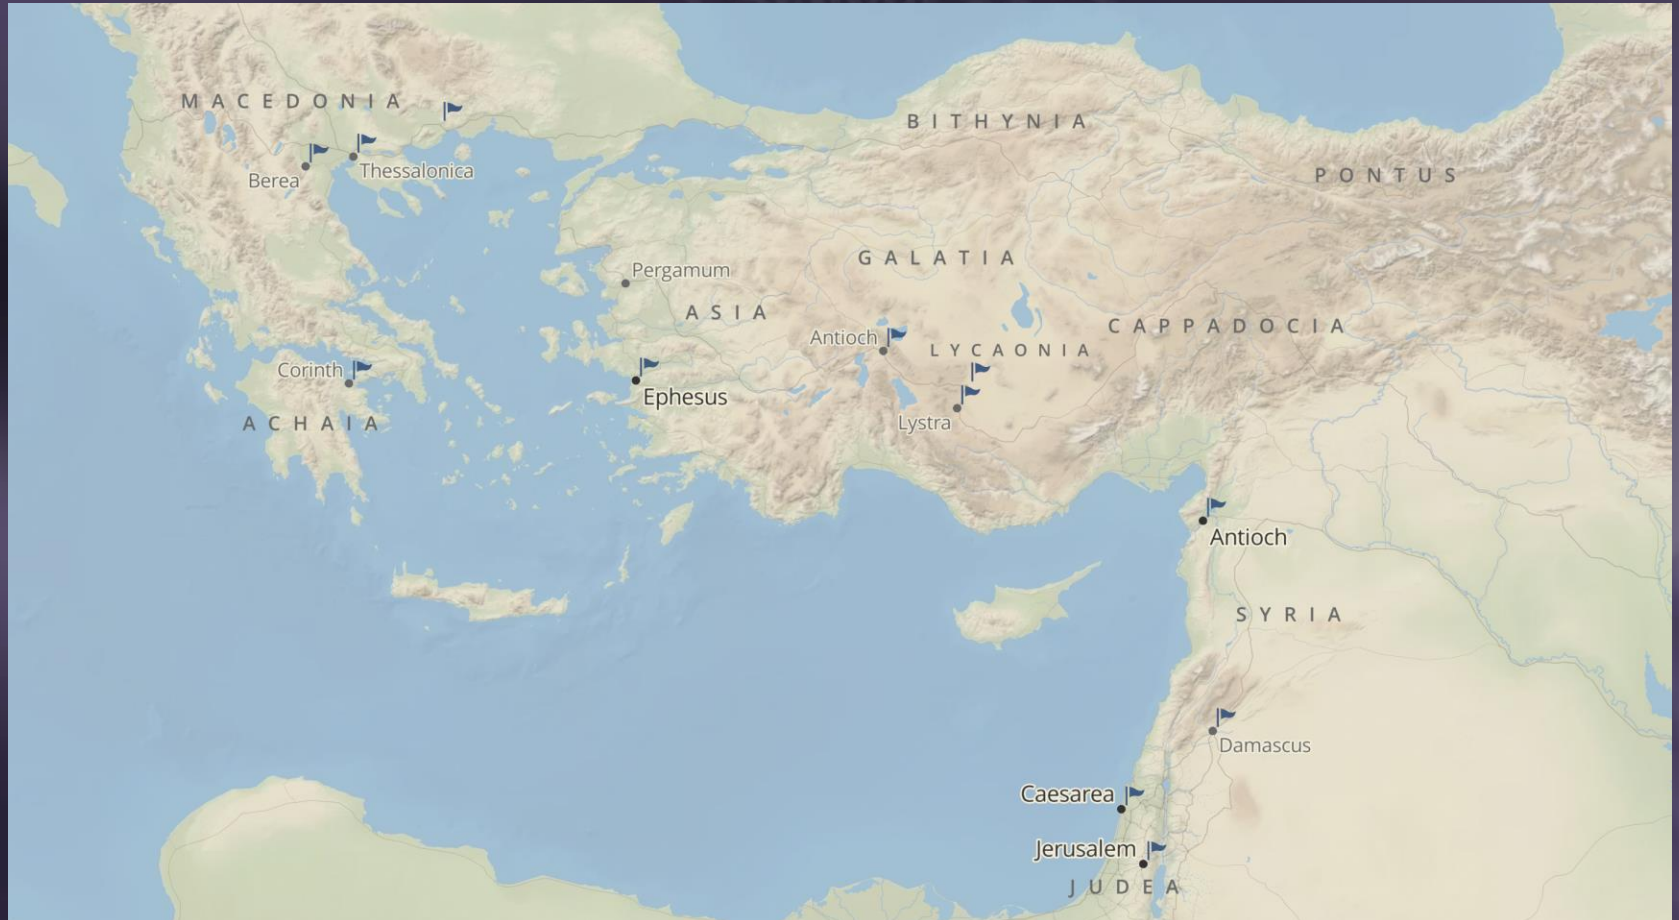 MACEDONIA
BITHYNIA
Thessalonica
Berea
PONTUS
GALATIA
Pergamum
ASIA
CAPPADOCIA
Antioch
LYCAONIA
Corinth
Ephesus
ACHAIA
Lystra
Antioch
SYRIA
Damascus
Caesarea
Jerusalem
JUDEA